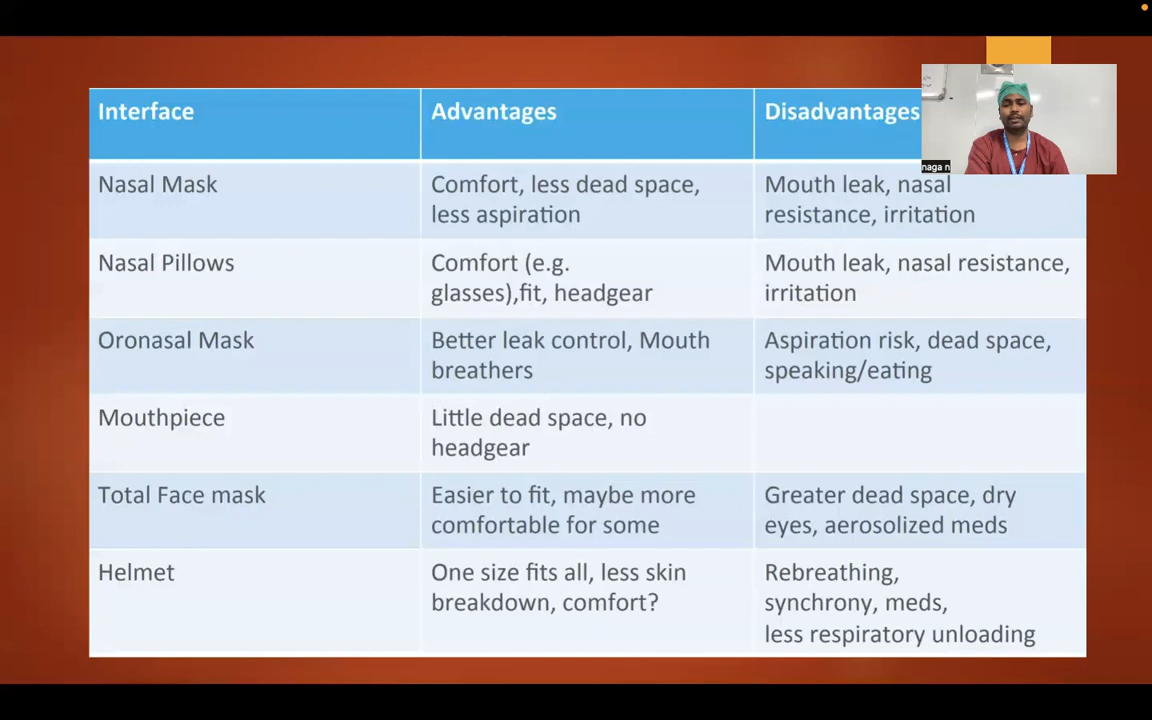 Interface
Advantages
Disadvantages
naga n
Nasal Mask
Comfort, less dead space,
less aspiration
Mouth leak, nasal
resistance, irritation
Nasal Pillows
Comfort (e.g.
glasses),fit, headgear
Mouth leak, nasal resistance,
irritation
Oronasal Mask
Better leak control, Mouth
breathers
Aspiration risk, dead space,
speaking/eating
Mouthpiece
Little dead space, no
headgear
Total Face mask
Easier to fit, maybe more
comfortable for some
Greater dead space, dry
eyes, aerosolized meds
Helmet
One size fits all, less skin
breakdown, comfort?
Rebreathing,
synchrony, meds,
less respiratory unloading